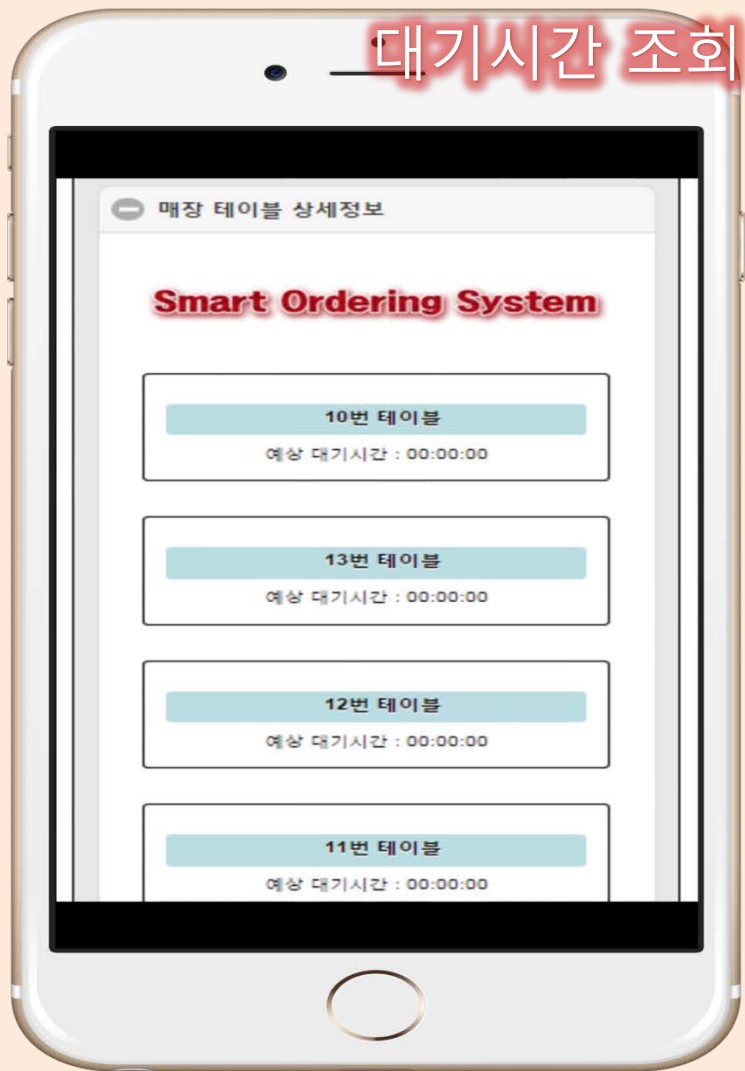 대기시간 조회
매장 테이블 상세정보
Smart Ordering System
10번 테이블
예상 대기시간 : 00:00:00
13번 테이블
예상 대기시간 : 00:00:00
12번 테이블
예상 대기시간 : 00:00:00
11번 테이블
예상 대기시간 : 00:00:00